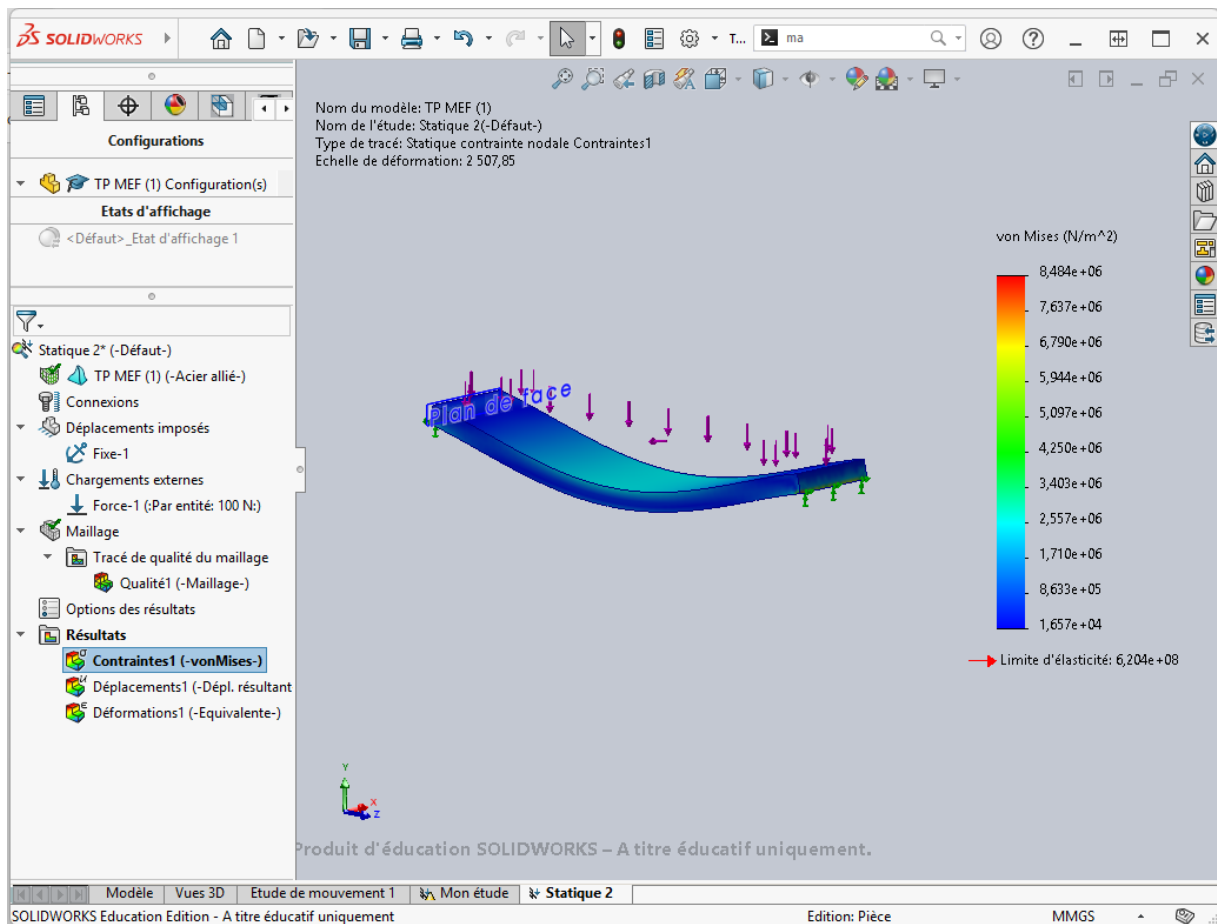 SOLIDWORKS
T...
ma
Configurations
TP MEF (1) Configuration(s)
Etats d'affichage
<Défaut>_Etat d'affichage 1
Statique 2* (-Défaut-)
TP MEF (1) (-Acier allié-)
Connexions
Déplacements imposés
Fixe-1
Chargements externes
Force-1 (:Par entité: 100 N:)
Maillage
Tracé de qualité du maillage
Qualité1 (-Maillage-)
Options des résultats
Résultats
Contraintes1 (-vonMises-)
Déplacements1 (-Dépl. résultant
Déformations1 (-Equivalente-)
Nom du modèle: TP MEF (1)
Nom de l'étude: Statique 2(-Défaut-)
Type de tracé: Statique contrainte nodale Contraintes1
Echelle de déformation: 2 507,85
Plan de face
von Mises (N/m^2)
8,484e+06
7,637e+06
6,790e+06
5,944e+06
5,097e+06
4,250e+06
3,403e+06
2,557e+06
1,710e+06
8,633e+05
1,657e+04
Limite d'élasticité: 6,204e+08
Y
X
Z
Produit d'éducation SOLIDWORKS – A titre éducatif uniquement.
Modèle
Vues 3D
Etude de mouvement 1
Mon étude
Statique 2
SOLIDWORKS Education Edition - A titre éducatif uniquement
Edition: Pièce
MMGS